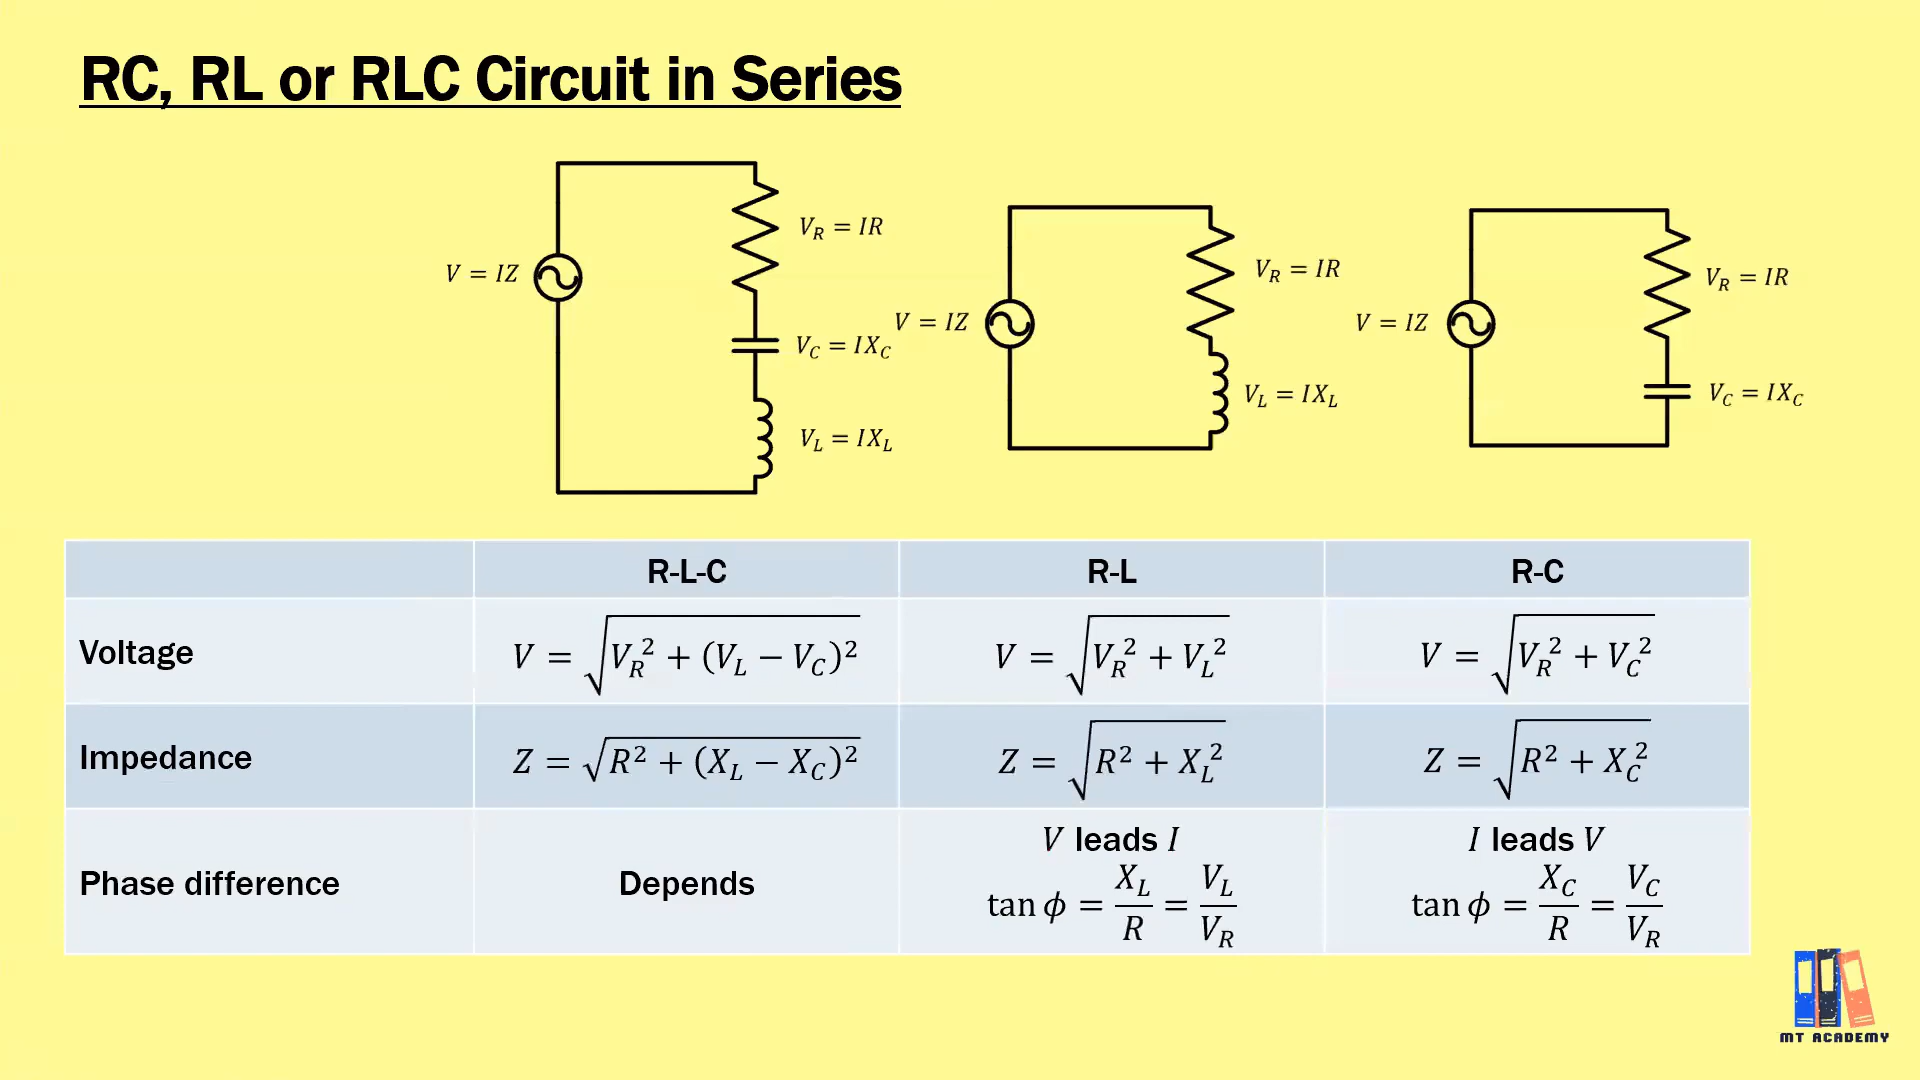 RC, RL or RLC Circuit in Series
V = IZ
V_R = IR
V_C = IX_C
V_L = IX_L
V = IZ
V_R = IR
V_L = IX_L
V = IZ
V_R = IR
V_C = IX_C
R-L-C R-L R-C
Voltage V = √(V_R² + (V_L − V_C)²) V = √(V_R² + V_L²) V = √(V_R² + V_C²)
Impedance Z = √(R² + (X_L − X_C)²) Z = √(R² + X_L²) Z = √(R² + X_C²)
Phase difference Depends
V leads I
tan ϕ = X_L/R = V_L/V_R
I leads V
tan ϕ = X_C/R = V_C/V_R
MT ACADEMY